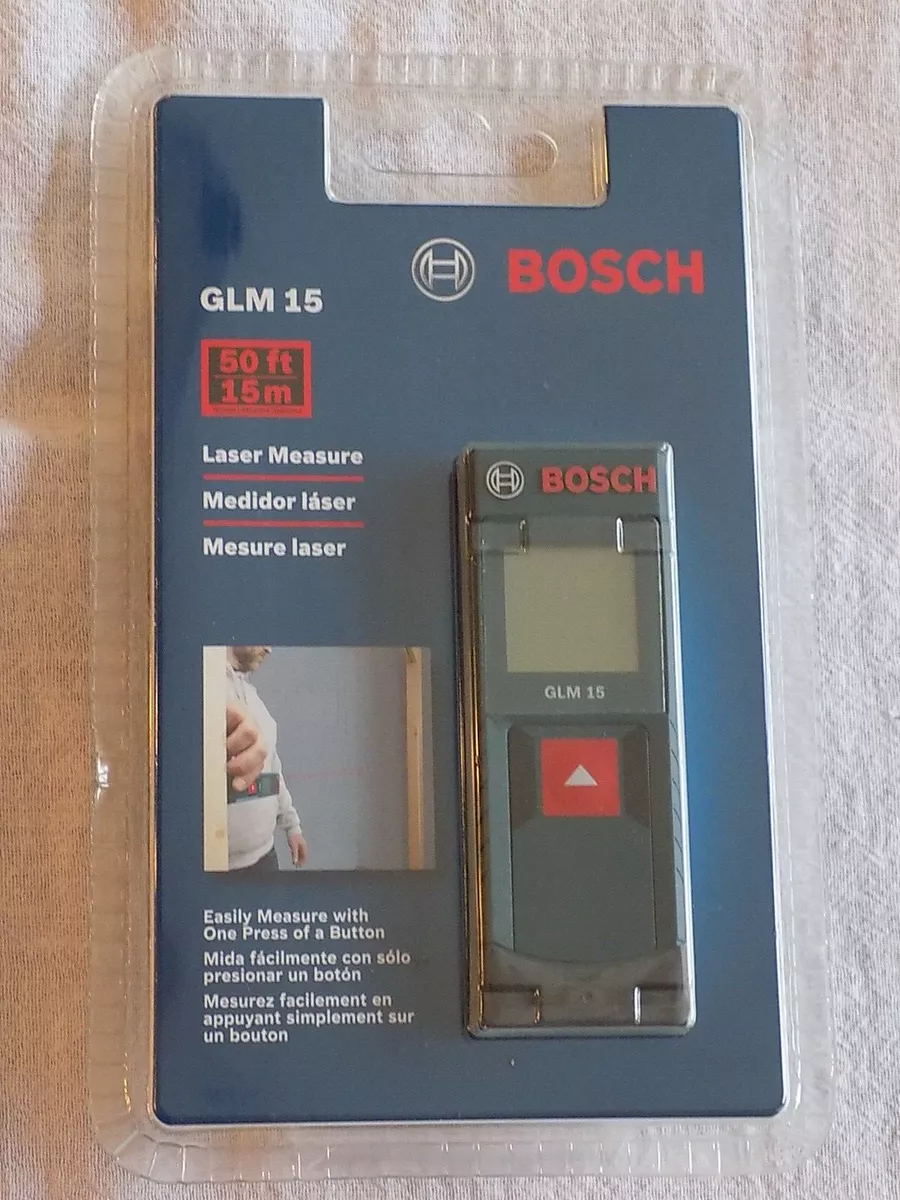 BOSCH
GLM 15
50 ft
15m
Laser Measure
Medidor láser
Mesure laser
BOSCH
GLM 15
Easily Measure with
One Press of a Button
Mida fácilmente con sólo
presionar un botón
Mesurez facilement en
appuyant simplement sur
un bouton